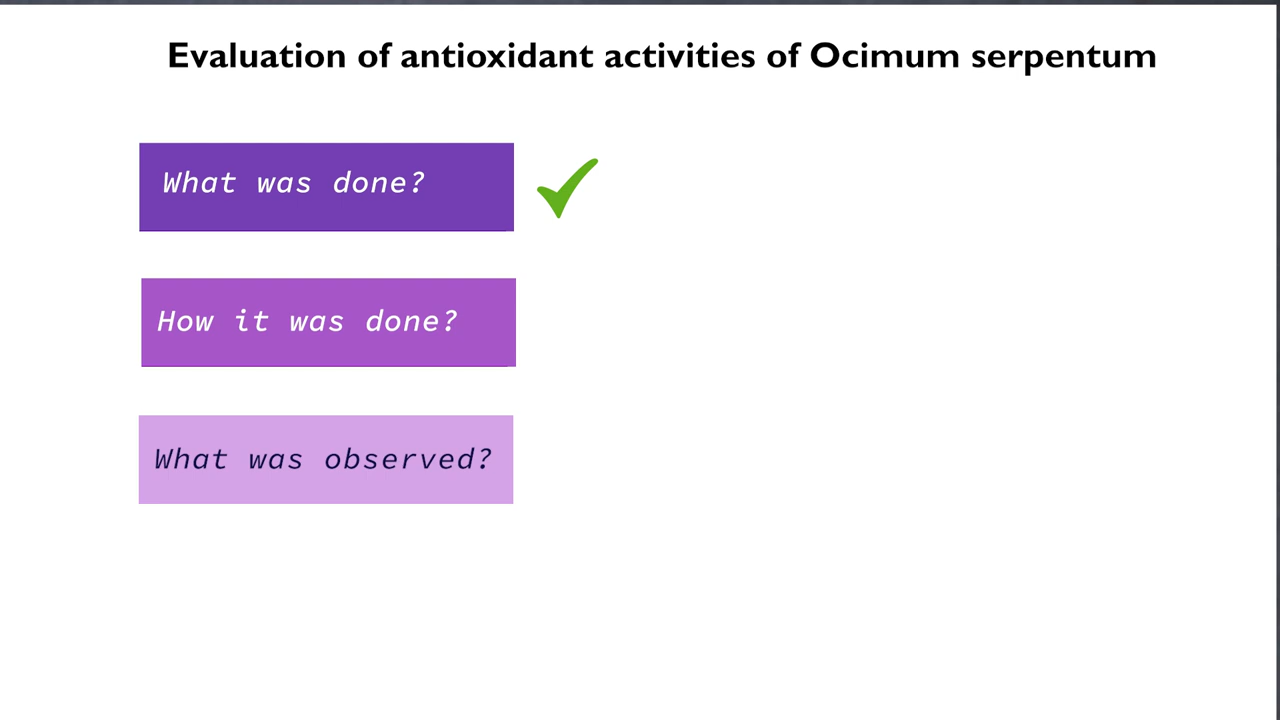 Evaluation of antioxidant activities of Ocimum serpentum
What was done?
How it was done?
What was observed?